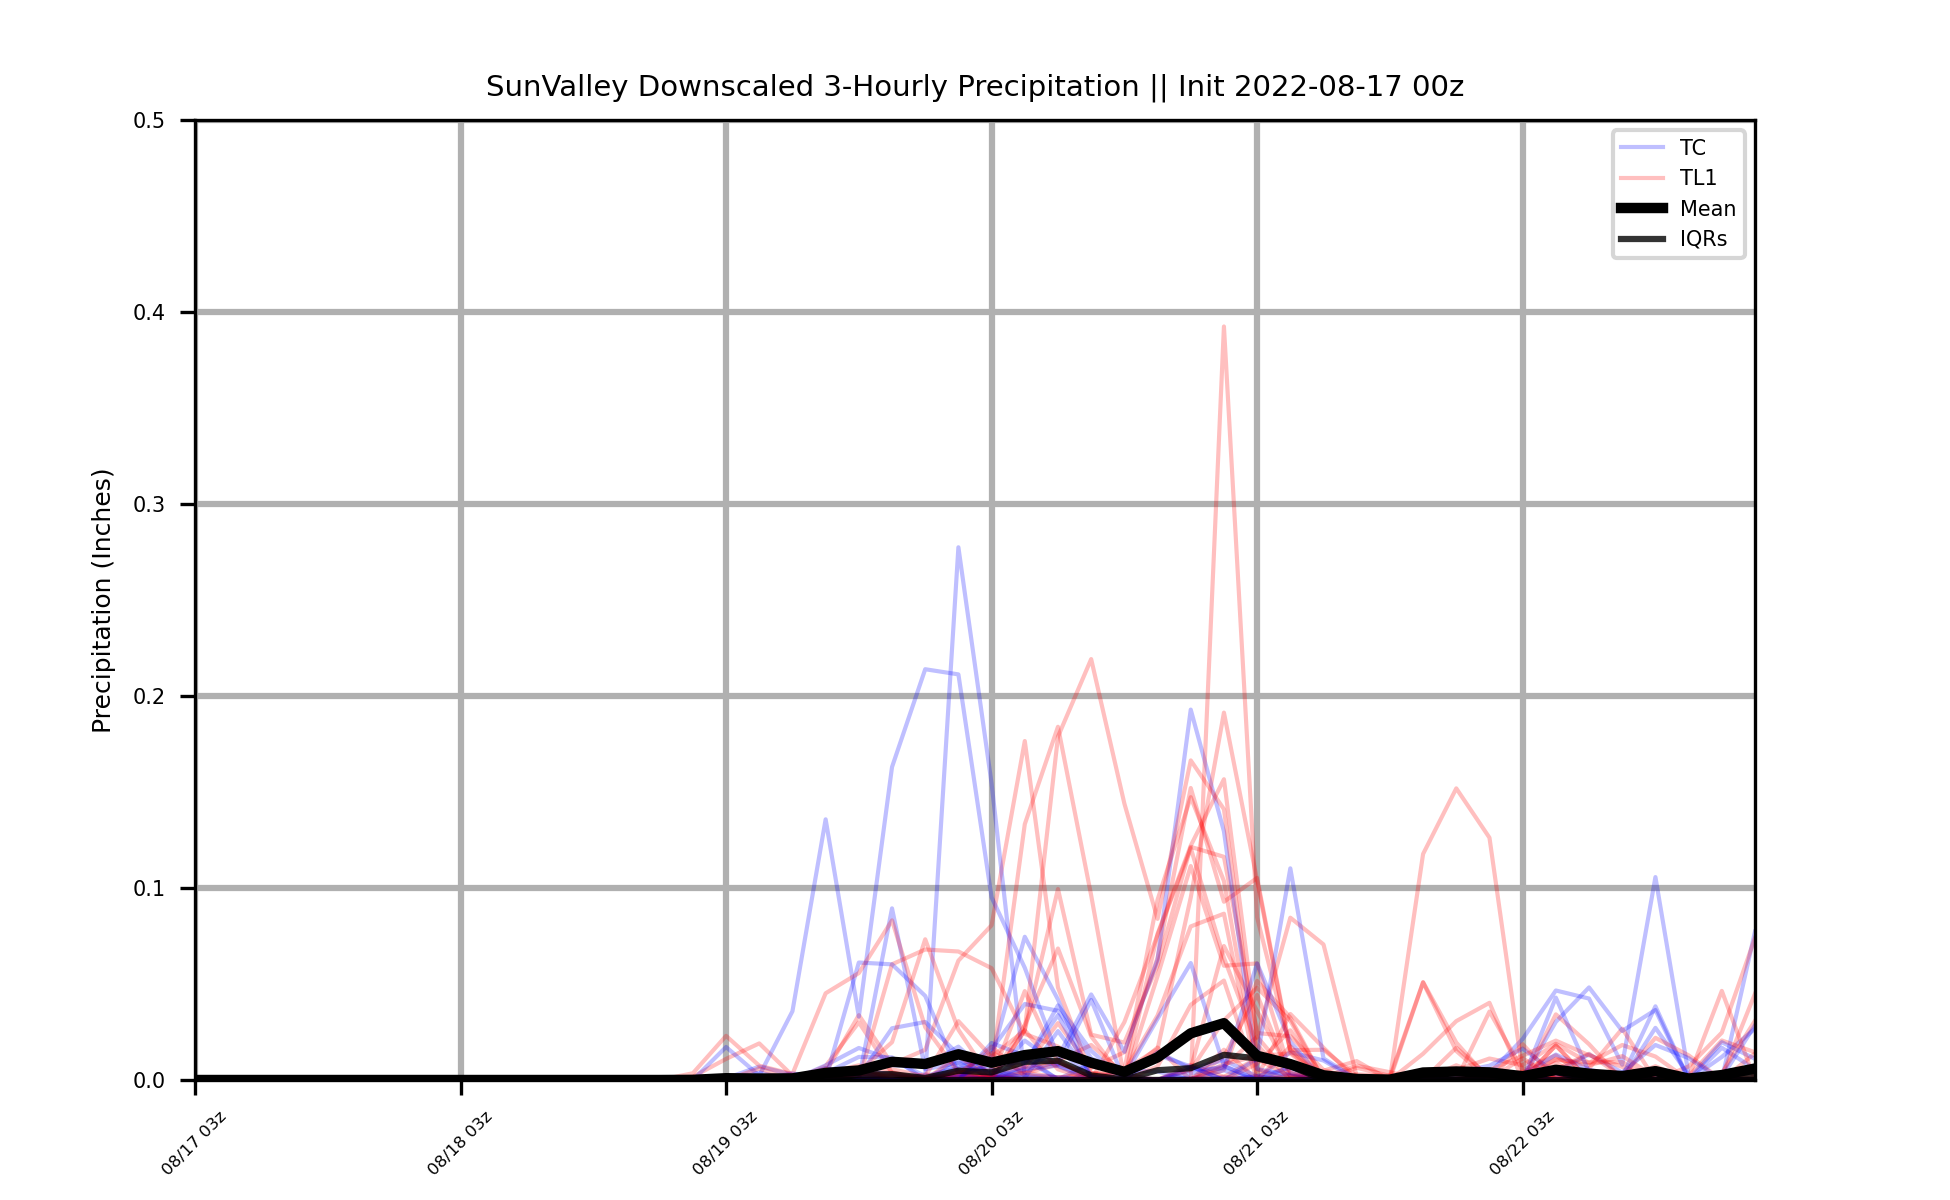 SunValley Downscaled 3-Hourly Precipitation || Init 2022-08-17 00z
Precipitation (Inches)
0.5
0.4
0.3
0.2
0.1
0.0
TC
TL1
Mean
IQRs
08/17 03z
08/18 03z
08/19 03z
08/20 03z
08/21 03z
08/22 03z